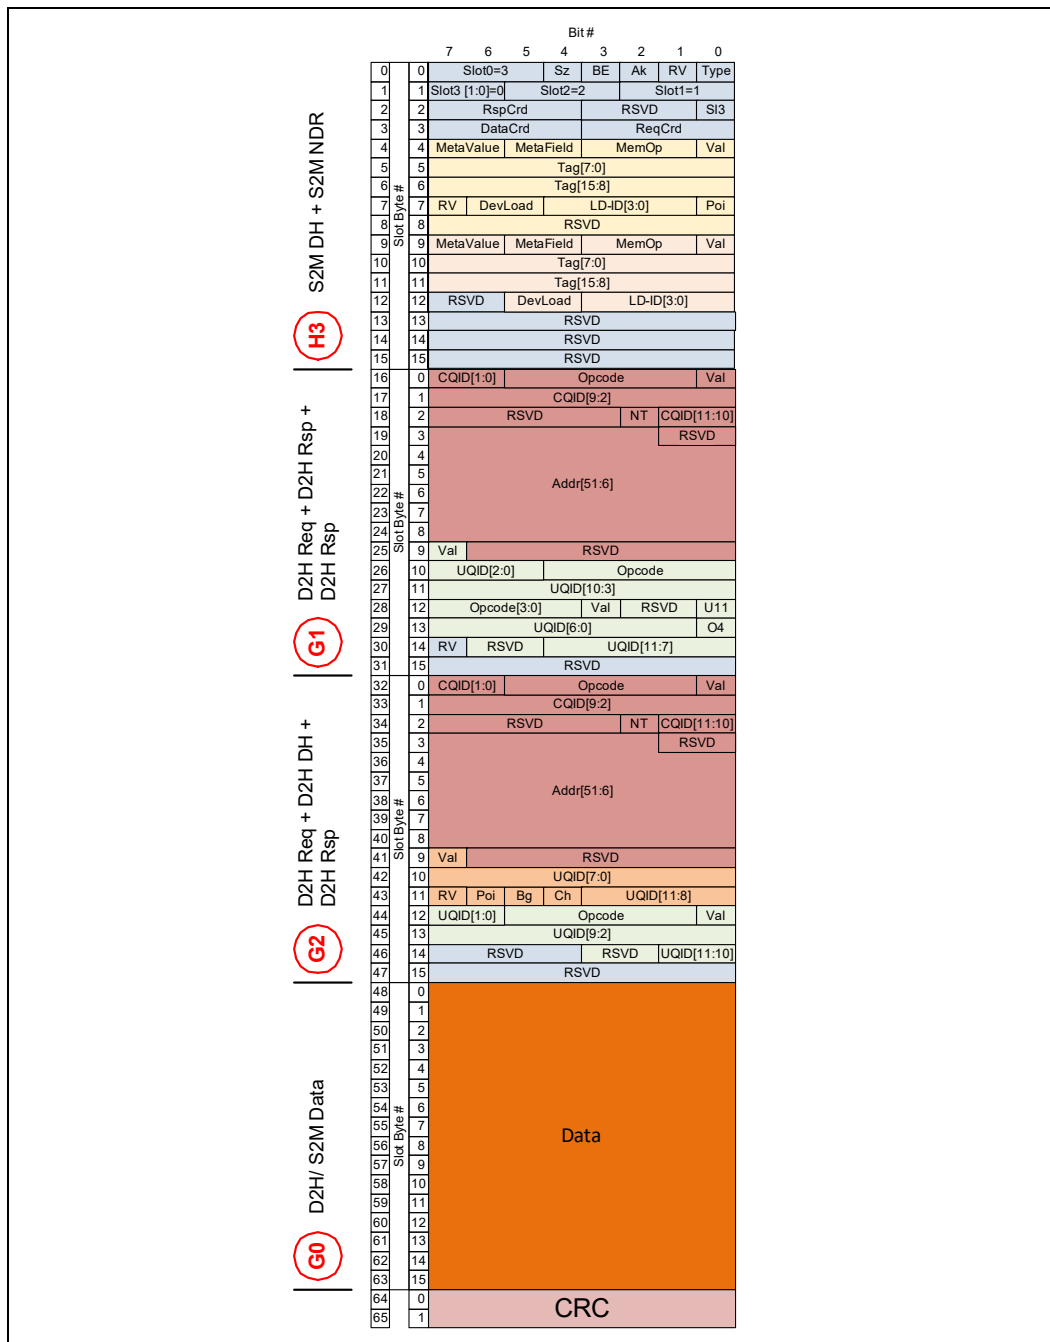 Bit #
7 6 5 4 3 2 1 0
S2M DH + S2M NDR
H3
Slot Byte #
0 0 Slot0=3 Sz BE Ak RV Type
1 1 Slot3 [1:0]=0 Slot2=2 Slot1=1
2 2 RspCrd RSVD Sl3
3 3 DataCrd ReqCrd
4 4 MetaValue MetaField MemOp Val
5 5 Tag[7:0]
6 6 Tag[15:8]
7 7 RV DevLoad LD-ID[3:0] Poi
8 8 RSVD
9 9 MetaValue MetaField MemOp Val
10 10 Tag[7:0]
11 11 Tag[15:8]
12 12 RSVD DevLoad LD-ID[3:0]
13 13 RSVD
14 14 RSVD
15 15 RSVD
D2H Req + D2H Rsp +
D2H Rsp
G1
Slot Byte #
16 0 CQID[1:0] Opcode Val
17 1 CQID[9:2]
18 2 RSVD NT CQID[11:10]
19 3 RSVD
20 4
21 5
Addr[51:6]
22 6
23 7
24 8
25 9 Val RSVD
26 10 UQID[2:0] Opcode
27 11 UQID[10:3]
28 12 Opcode[3:0] Val RSVD U11
29 13 UQID[6:0] O4
30 14 RV RSVD UQID[11:7]
31 15 RSVD
D2H Req + D2H DH +
D2H Rsp
G2
Slot Byte #
32 0 CQID[1:0] Opcode Val
33 1 CQID[9:2]
34 2 RSVD NT CQID[11:10]
35 3 RSVD
36 4
37 5
Addr[51:6]
38 6
39 7
40 8
41 9 Val RSVD
42 10 UQID[7:0]
43 11 RV Poi Bg Ch UQID[11:8]
44 12 UQID[1:0] Opcode Val
45 13 UQID[9:2]
46 14 RSVD RSVD UQID[11:10]
47 15 RSVD
D2H/ S2M Data
G0
Slot Byte #
48 0
49 1
50 2
51 3
52 4
53 5
54 6
55 7
Data
56 8
57 9
58 10
59 11
60 12
61 13
62 14
63 15
64 0
CRC
65 1